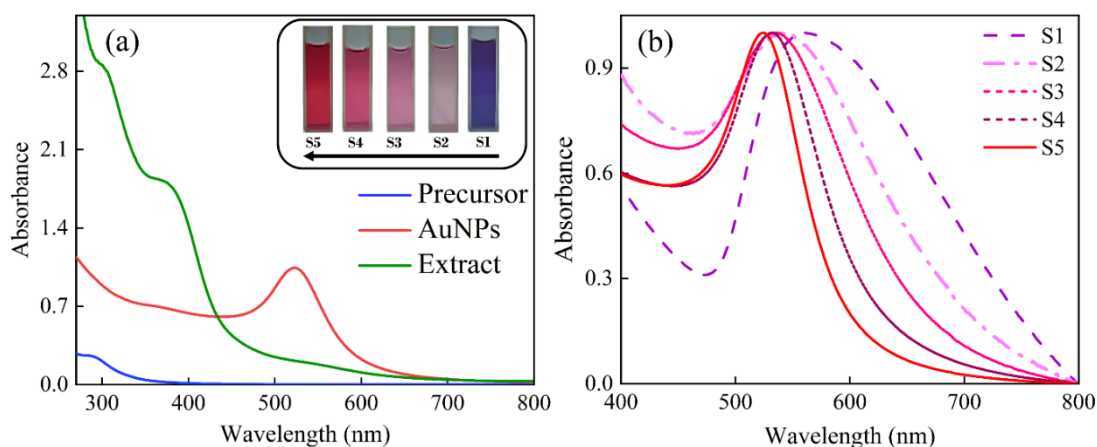 (a)
S5 S4 S3 S2 S1
Precursor
AuNPs
Extract
Absorbance
2.8
2.1
1.4
0.7
0.0
300 400 500 600 700 800
Wavelength (nm)
(b)
S1
S2
S3
S4
S5
Absorbance
0.9
0.6
0.3
0.0
400 500 600 700 800
Wavelength (nm)